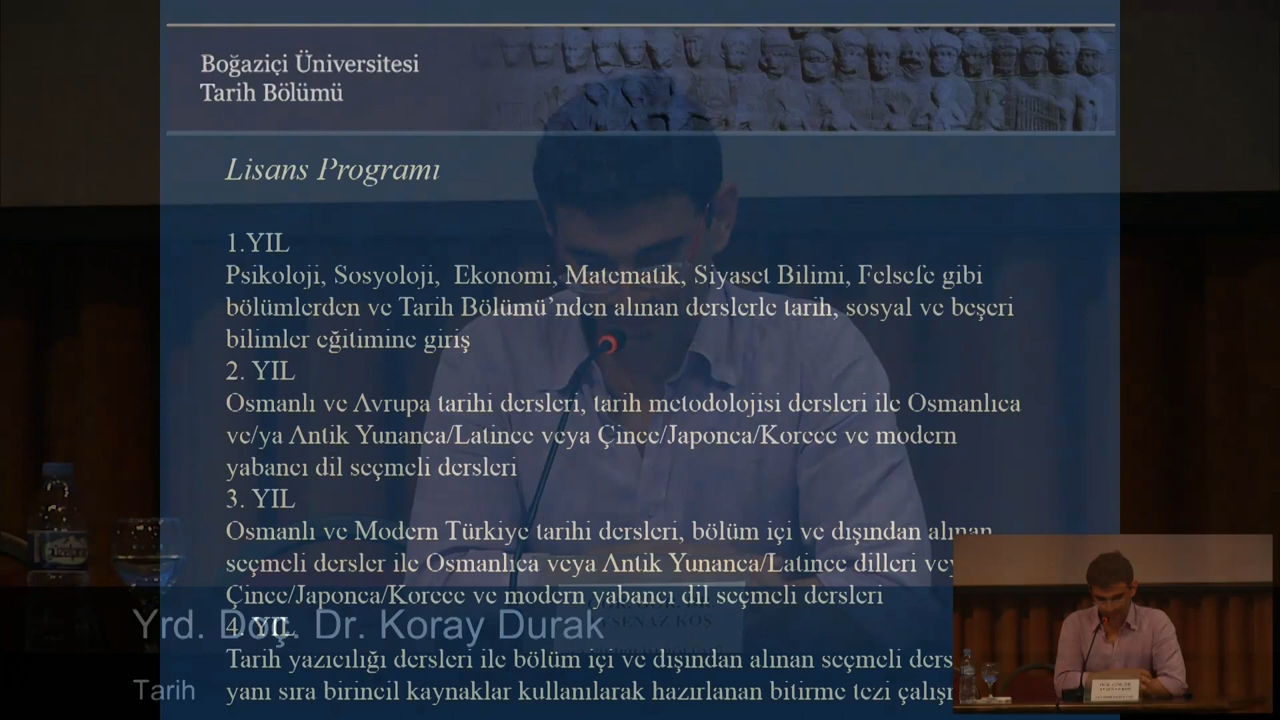 Boğaziçi Üniversitesi
Tarih Bölümü
Lisans Programı
1.YIL
Psikoloji, Sosyoloji, Ekonomi, Matematik, Siyaset Bilimi, Felsefe gibi
bölümlerden ve Tarih Bölümü’nden alınan derslerle tarih, sosyal ve beşeri
bilimler eğitimine giriş
2. YIL
Osmanlı ve Avrupa tarihi dersleri, tarih metodolojisi dersleri ile Osmanlıca
ve/ya Antik Yunanca/Latince veya Çince/Japonca/Korece ve modern
yabancı dil seçmeli dersleri
3. YIL
Osmanlı ve Modern Türkiye tarihi dersleri, bölüm içi ve dışından alınan
seçmeli dersler ile Osmanlıca veya Antik Yunanca/Latince dilleri
Çince/Japonca/Korece ve modern yabancı dil seçmeli dersleri
4. YIL
Yrd. Doç. Dr. Koray Durak
Tarih yazıcılığı dersleri ile bölüm içi ve dışından alınan seçmeli
Tarih
yanı sıra birincil kaynaklar kullanılarak hazırlanan bitirme tezi